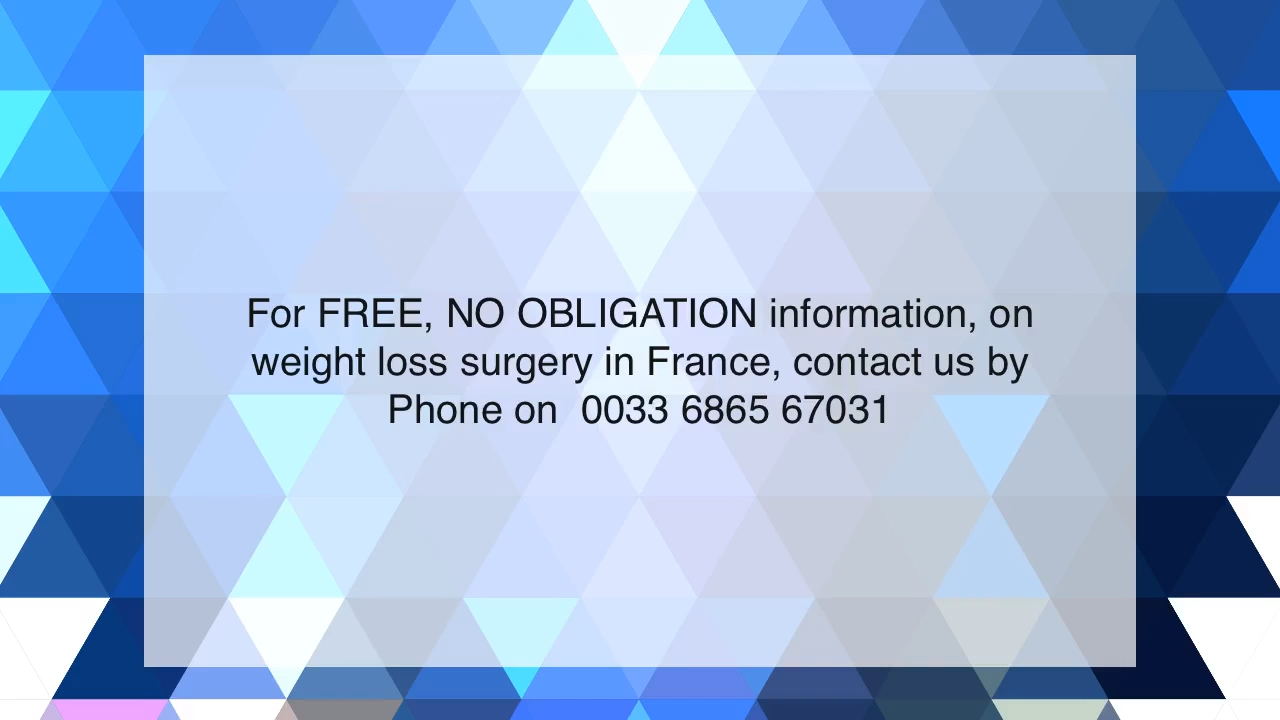 For FREE, NO OBLIGATION information, on
weight loss surgery in France, contact us by
Phone on  0033 6865 67031